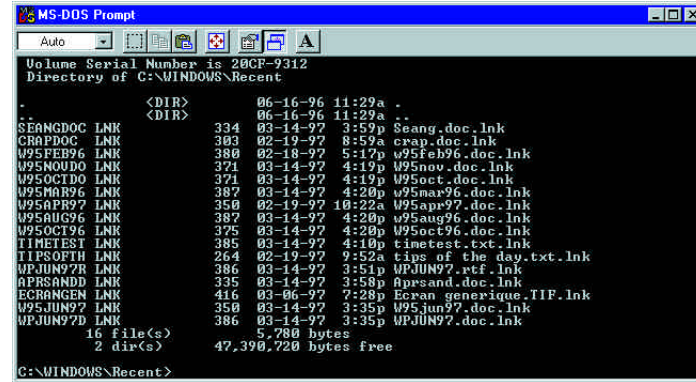 MS-DOS Prompt
Auto
A
Volume Serial Number is 20CF-9312
Directory of C:\WINDOWS\Recent
. <DIR> 06-16-96 11:29a .
.. <DIR> 06-16-96 11:29a ..
SEANGDOC LNK 334 03-14-97 3:59p Seang.doc.lnk
CRAPDOC LNK 303 02-19-97 8:59a crap.doc.lnk
W95FEB96 LNK 380 02-18-97 5:17p w95feb96.doc.lnk
W95NOVDO LNK 371 03-14-97 4:19p W95nov.doc.lnk
W95OCTDO LNK 371 03-14-97 4:19p W95oct.doc.lnk
W95MAR96 LNK 387 03-14-97 4:20p w95mar96.doc.lnk
W95APR97 LNK 350 02-19-97 10:22a W95apr97.doc.lnk
W95AUG96 LNK 387 03-14-97 4:20p w95aug96.doc.lnk
W95OCT96 LNK 375 03-14-97 4:20p W95oct96.doc.lnk
TIMETEST LNK 385 03-14-97 4:10p timetest.txt.lnk
TIPSOFTH LNK 264 02-19-97 9:52a tips of the day.txt.lnk
WPJUN97R LNK 386 03-14-97 3:51p WPJUN97.rtf.lnk
APRSANDD LNK 335 03-14-97 3:58p Aprsand.doc.lnk
ECRANGEN LNK 416 03-06-97 7:28p Ecran generique.TIF.lnk
W95JUN97 LNK 350 03-14-97 3:35p W95jun97.doc.lnk
WPJUN97D LNK 386 03-14-97 3:35p WPJUN97.doc.lnk
16 file(s) 5,780 bytes
2 dir(s) 47,390,720 bytes free
C:\WINDOWS\Recent>